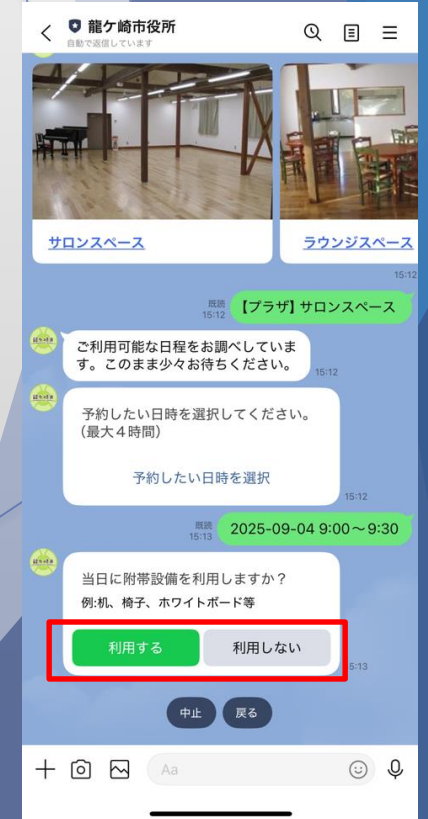 龍ケ崎市役所
自動で返信しています
サロンスペース
ラウンジスペース
15:12
既読
15:12
【プラザ】サロンスペース
ご利用可能な日程をお調べしていま
す。このまま少々お待ちください。
15:12
予約したい日時を選択してください。
(最大４時間)
予約したい日時を選択
15:12
既読
15:13
2025-09-04 9:00～9:30
当日に附帯設備を利用しますか？
例:机、椅子、ホワイトボード等
利用する
利用しない
15:13
中止
戻る
Aa